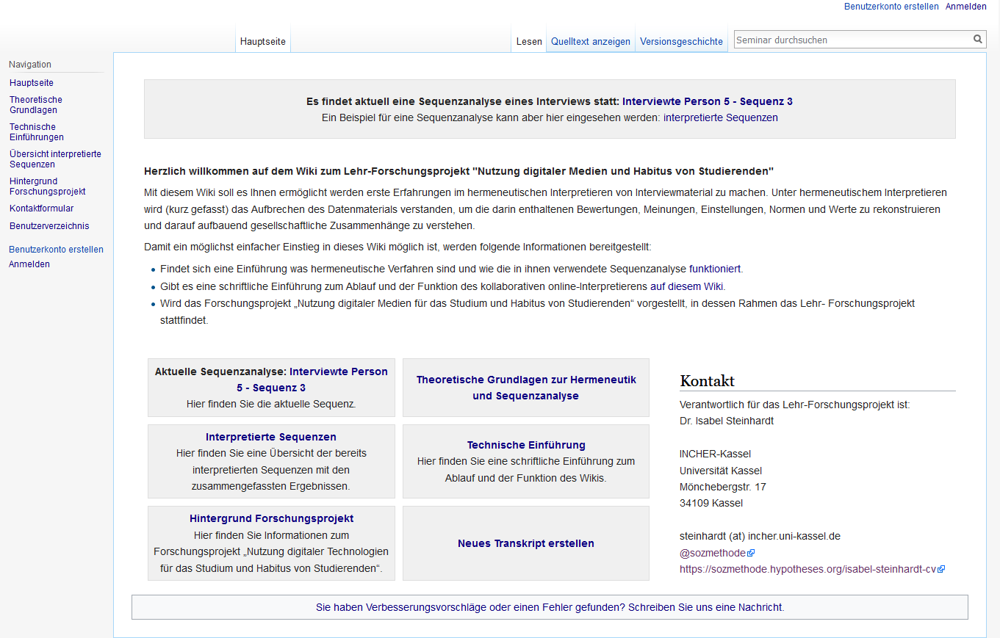 Benutzerkonto erstellen Anmelden
Hauptseite Lesen Quelltext anzeigen Versionsgeschichte Seminar durchsuchen
Navigation
Hauptseite
Theoretische
Grundlagen
Technische
Einführungen
Übersicht interpretierte
Sequenzen
Hintergrund
Forschungsprojekt
Kontaktformular
Benutzerverzeichnis
Benutzerkonto erstellen
Anmelden
Es findet aktuell eine Sequenzanalyse eines Interviews statt: Interviewte Person 5 - Sequenz 3
Ein Beispiel für eine Sequenzanalyse kann aber hier eingesehen werden: interpretierte Sequenzen
Herzlich willkommen auf dem Wiki zum Lehr-Forschungsprojekt "Nutzung digitaler Medien und Habitus von Studierenden"
Mit diesem Wiki soll es Ihnen ermöglicht werden erste Erfahrungen im hermeneutischen Interpretieren von Interviewmaterial zu machen. Unter hermeneutischem Interpretieren
wird (kurz gefasst) das Aufbrechen des Datenmaterials verstanden, um die darin enthaltenen Bewertungen, Meinungen, Einstellungen, Normen und Werte zu rekonstruieren
und darauf aufbauend gesellschaftliche Zusammenhänge zu verstehen.
Damit ein möglichst einfacher Einstieg in dieses Wiki möglich ist, werden folgende Informationen bereitgestellt:
• Findet sich eine Einführung was hermeneutische Verfahren sind und wie die in ihnen verwendete Sequenzanalyse funktioniert.
• Gibt es eine schriftliche Einführung zum Ablauf und der Funktion des kollaborativen online-Interpretierens auf diesem Wiki.
• Wird das Forschungsprojekt „Nutzung digitaler Medien für das Studium und Habitus von Studierenden“ vorgestellt, in dessen Rahmen das Lehr- Forschungsprojekt
stattfindet.
Aktuelle Sequenzanalyse: Interviewte Person
5 - Sequenz 3
Hier finden Sie die aktuelle Sequenz.
Theoretische Grundlagen zur Hermeneutik
und Sequenzanalyse
Interpretierte Sequenzen
Hier finden Sie eine Übersicht der bereits
interpretierten Sequenzen mit den
zusammengefassten Ergebnissen.
Technische Einführung
Hier finden Sie eine schriftliche Einführung zum
Ablauf und der Funktion des Wikis.
Hintergrund Forschungsprojekt
Hier finden Sie Informationen zum
Forschungsprojekt „Nutzung digitaler Technologien
für das Studium und Habitus von Studierenden“.
Neues Transkript erstellen
Kontakt
Verantwortlich für das Lehr-Forschungsprojekt ist:
Dr. Isabel Steinhardt
INCHER-Kassel
Universität Kassel
Mönchebergstr. 17
34109 Kassel
steinhardt (at) incher.uni-kassel.de
@sozmethode
https://sozmethode.hypotheses.org/isabel-steinhardt-cv
Sie haben Verbesserungsvorschläge oder einen Fehler gefunden? Schreiben Sie uns eine Nachricht.